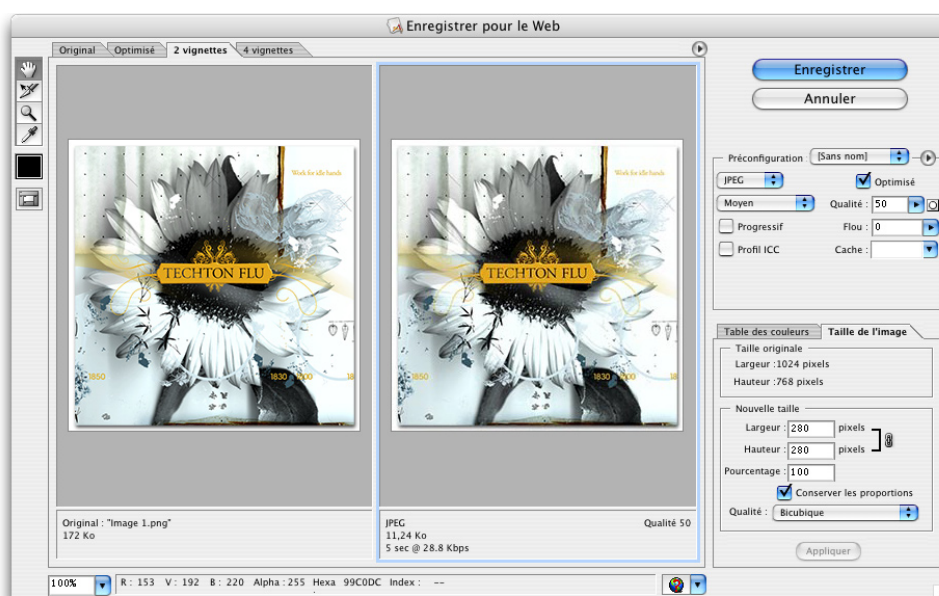 Enregistrer pour le Web
Original
Optimisé
2 vignettes
4 vignettes
Work for idle hands
TECHTON FLU
1850
1830
1900
18
Work for idle hands
TECHTON FLU
1850
1830
18
Original : "Image 1.png"
172 Ko
JPEG
Qualité 50
11,24 Ko
5 sec @ 28.8 Kbps
100%
R : 153 V : 192 B : 220 Alpha : 255 Hexa 99C0DC Index : --
Enregistrer
Annuler
Préconfiguration : [Sans nom]
JPEG
Optimisé
Moyen
Qualité : 50
Progressif
Flou : 0
Profil ICC
Cache :
Table des couleurs
Taille de l'image
Taille originale
Largeur :1024 pixels
Hauteur :768 pixels
Nouvelle taille
Largeur : 280 pixels
Hauteur : 280 pixels
Pourcentage : 100
Conserver les proportions
Qualité : Bicubique
Appliquer